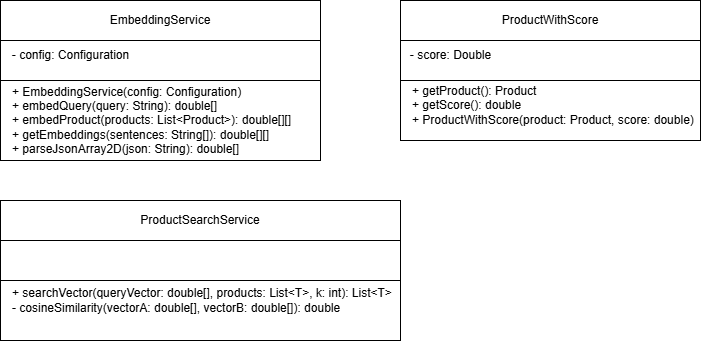 EmbeddingService
- config: Configuration
+ EmbeddingService(config: Configuration)
+ embedQuery(query: String): double[]
+ embedProduct(products: List<Product>): double[][]
+ getEmbeddings(sentences: String[]): double[][]
+ parseJsonArray2D(json: String): double[]
ProductWithScore
- score: Double
+ getProduct(): Product
+ getScore(): double
+ ProductWithScore(product: Product, score: double)
ProductSearchService
+ searchVector(queryVector: double[], products: List<T>, k: int): List<T>
- cosineSimilarity(vectorA: double[], vectorB: double[]): double